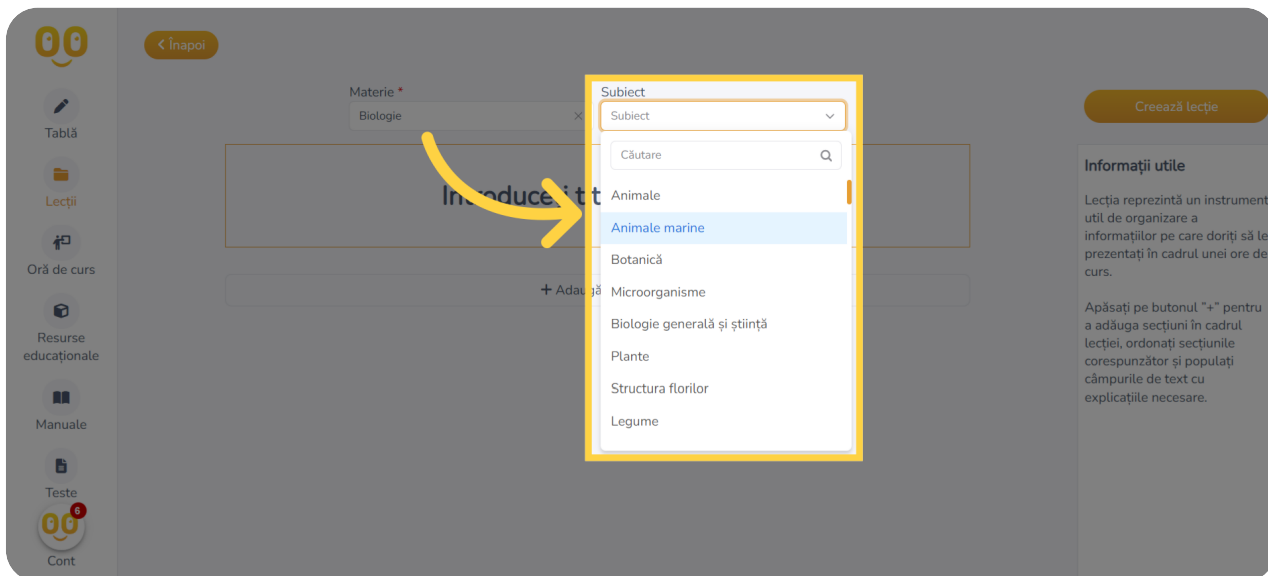 Înapoi
Tablă
Lecții
Oră de curs
Resurse
educaționale
Manuale
Teste
6
Cont
Materie *
Biologie
Subiect
Subiect
Căutare
Animale
Animale marine
Botanică
Microorganisme
Biologie generală și știință
Plante
Structura florilor
Legume
+ Adaugă
Creează lecție
Informații utile
Lecția reprezintă un instrument
util de organizare a
informațiilor pe care doriți să le
prezentați în cadrul unei ore de
curs.
Apăsați pe butonul "+" pentru
a adăuga secțiuni în cadrul
lecției, ordonați secțiunile
corespunzător și populați
câmpurile de text cu
explicațiile necesare.